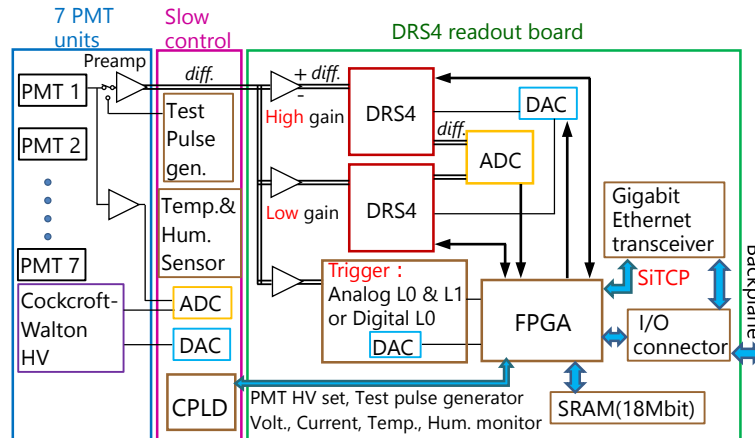 7 PMT
units
Slow
control
DRS4 readout board
Preamp
PMT 1
PMT 2
PMT 7
Cockcroft-
Walton
HV
Test
Pulse
gen.
Temp.&
Hum.
Sensor
ADC
DAC
CPLD
diff.
+ diff.
-
High gain
Low gain
DRS4
DRS4
DAC
diff.
ADC
Trigger :
Analog L0 & L1
or Digital L0
DAC
FPGA
Gigabit
Ethernet
transceiver
SiTCP
I/O
connector
Backplane
SRAM(18Mbit)
PMT HV set, Test pulse generator
Volt., Current, Temp., Hum. monitor